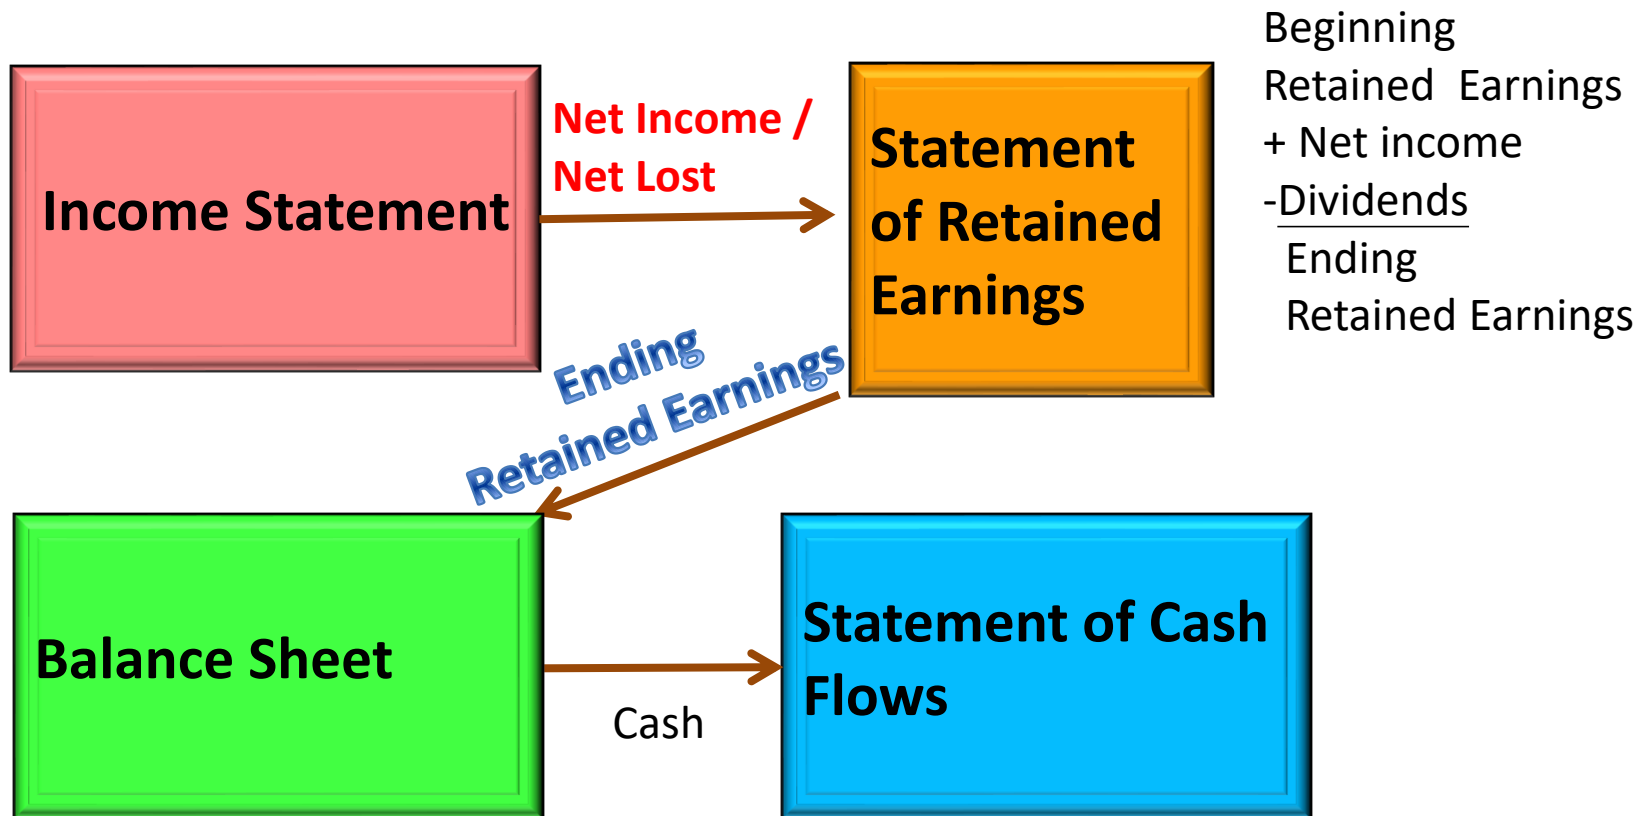 Income Statement
Net Income /
Net Lost
Statement
of Retained
Earnings
Beginning
Retained  Earnings
+ Net income
-Dividends
Ending
Retained Earnings
Ending
Retained Earnings
Balance Sheet
Cash
Statement of Cash
Flows